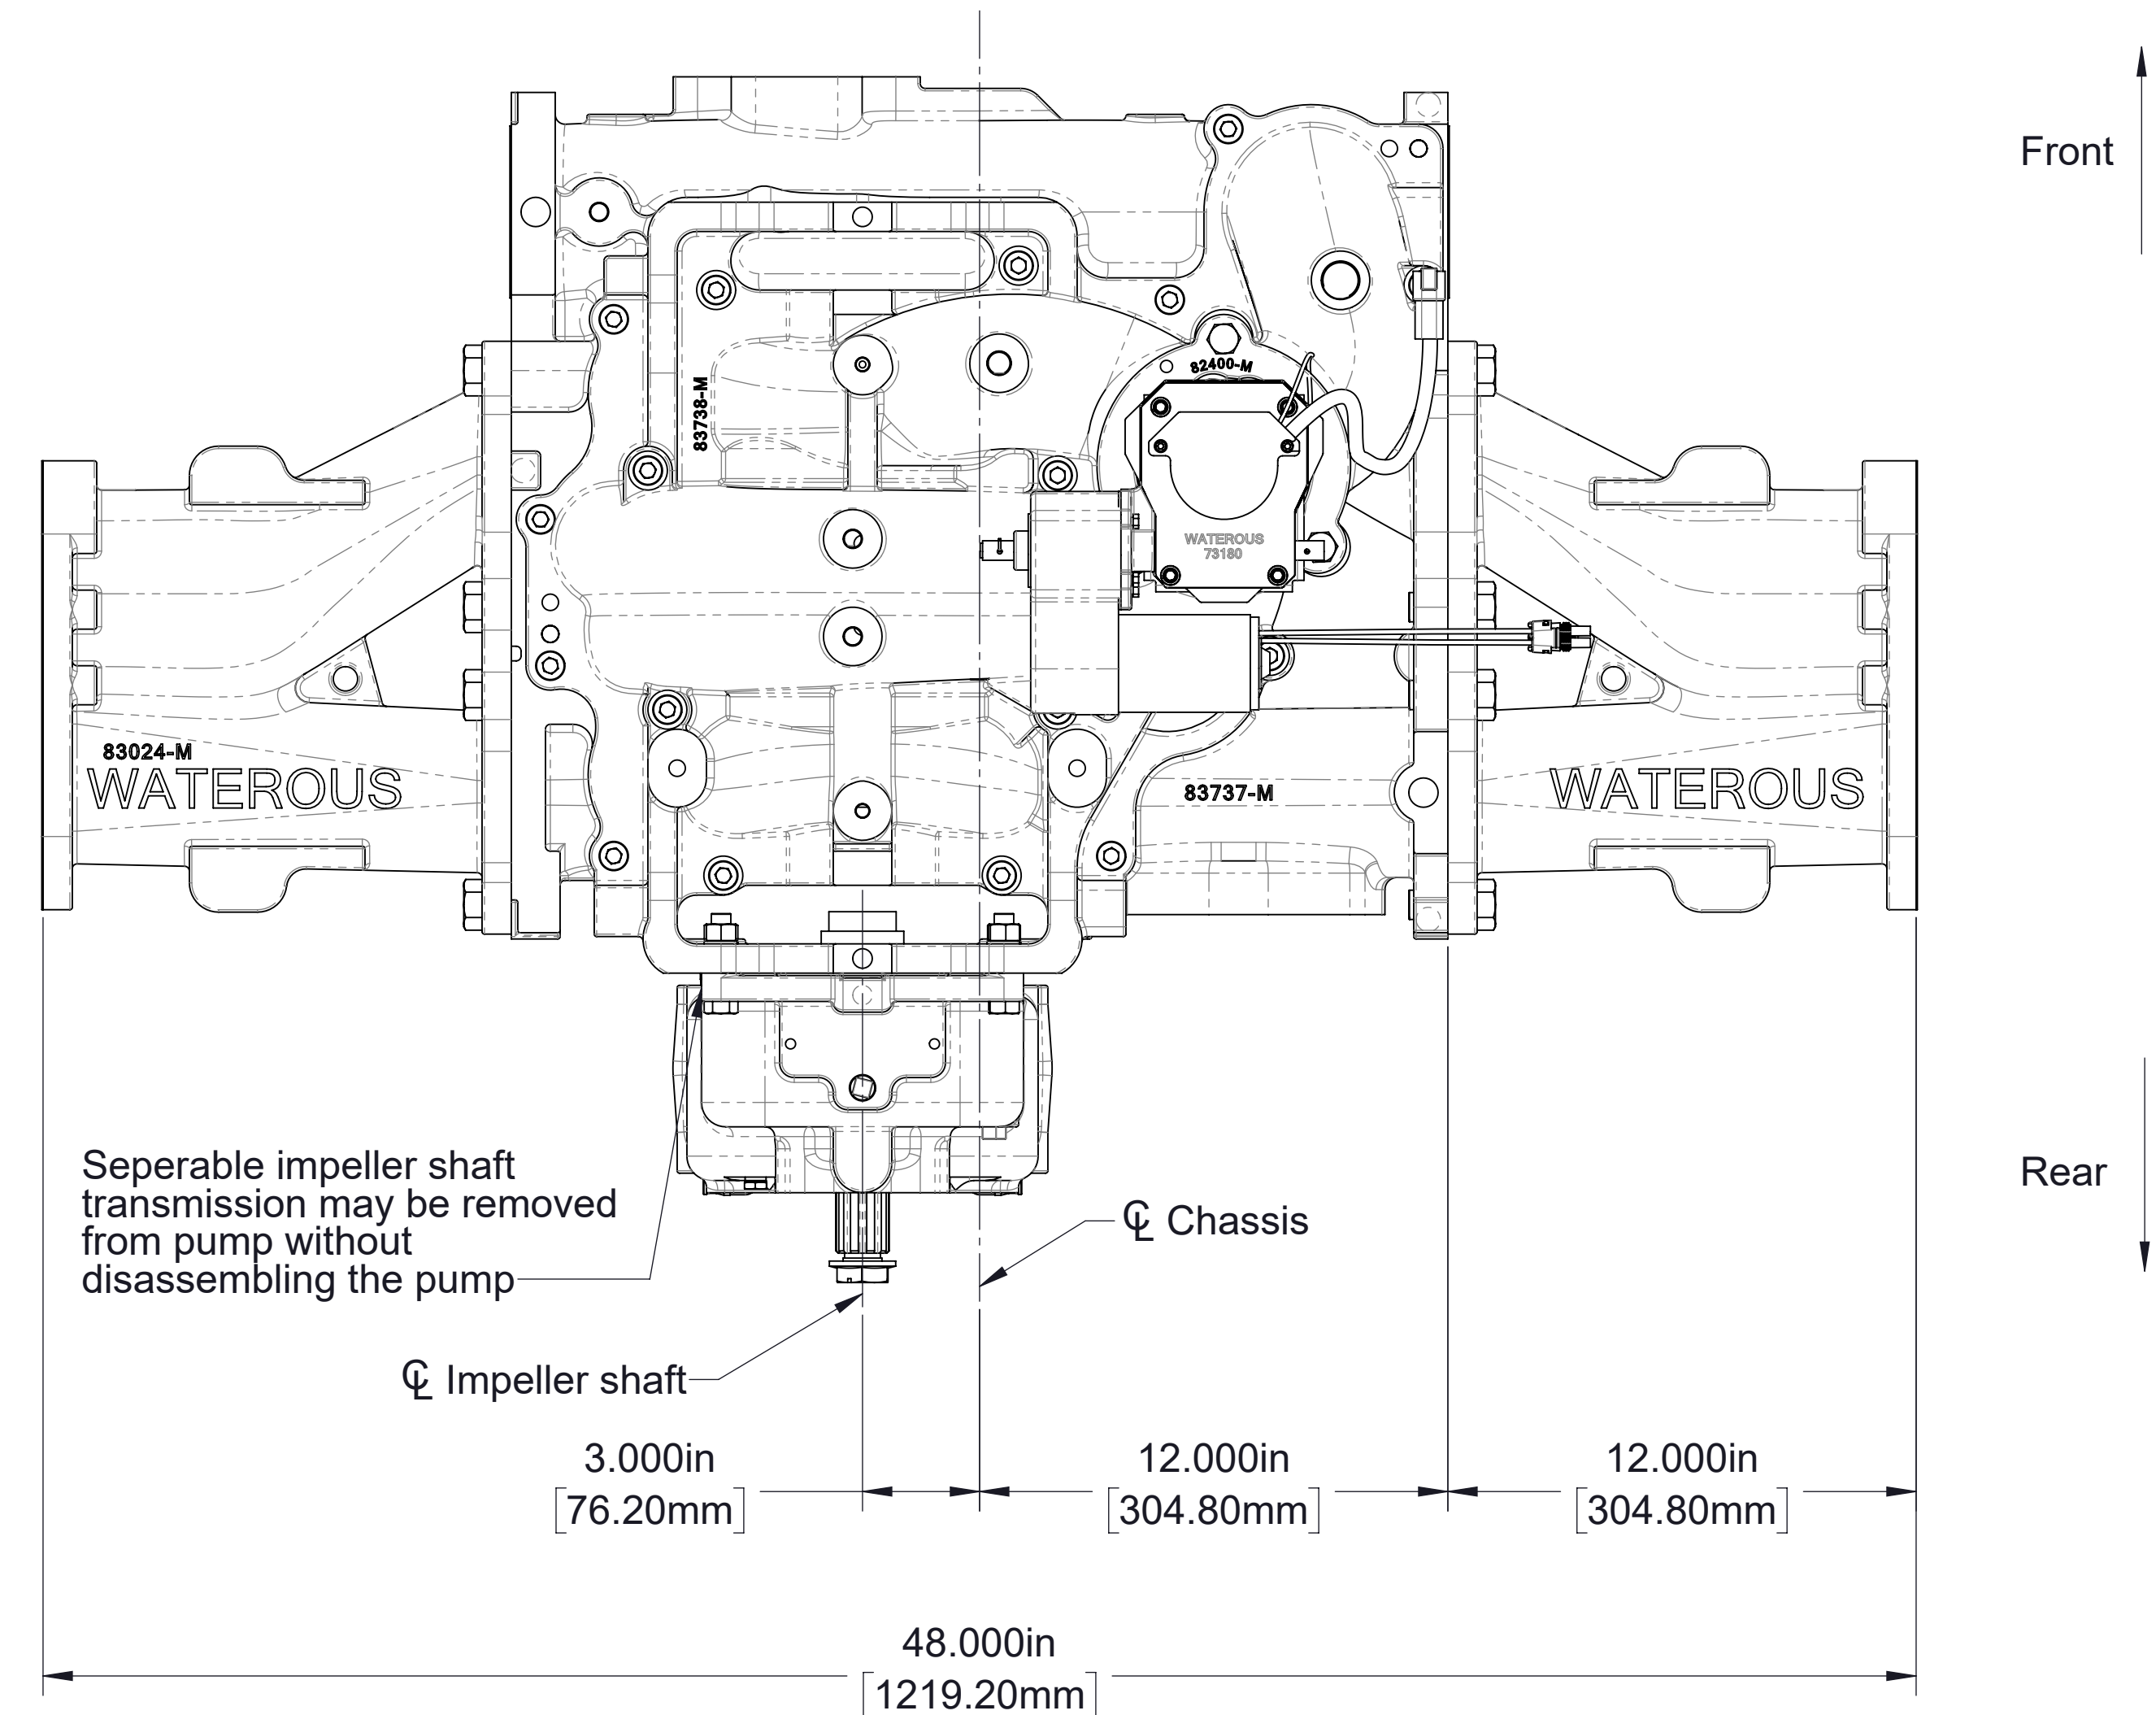 Front
82400-M
83738-M
WATEROUS
73180
83024-M
WATEROUS
83737-M
WATEROUS
Seperable impeller shaft
transmission may be removed
from pump without
disassembling the pump
Rear
℄ Chassis
℄ Impeller shaft
3.000in
[76.20mm]
12.000in
[304.80mm]
12.000in
[304.80mm]
48.000in
[1219.20mm]